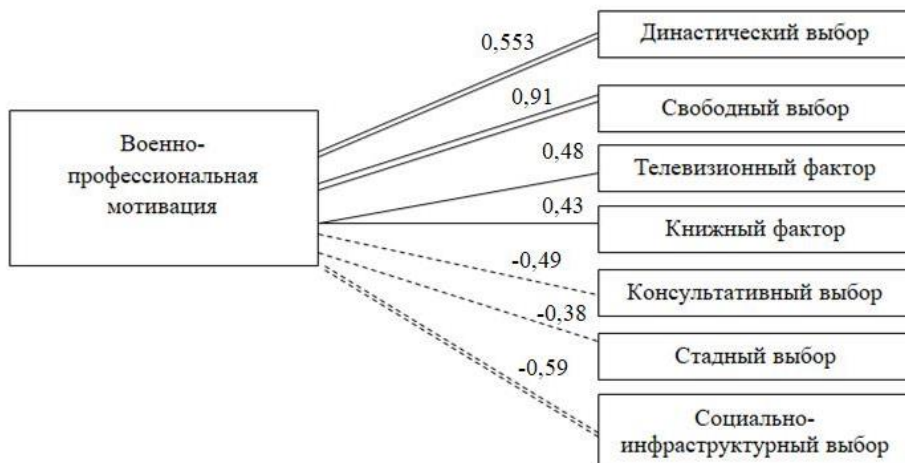 Военно-
профессиональная
мотивация
0,553
Династический выбор
0,91
Свободный выбор
0,48
Телевизионный фактор
0,43
Книжный фактор
-0,49
Консультативный выбор
-0,38
Стадный выбор
-0,59
Социально-
инфраструктурный выбор